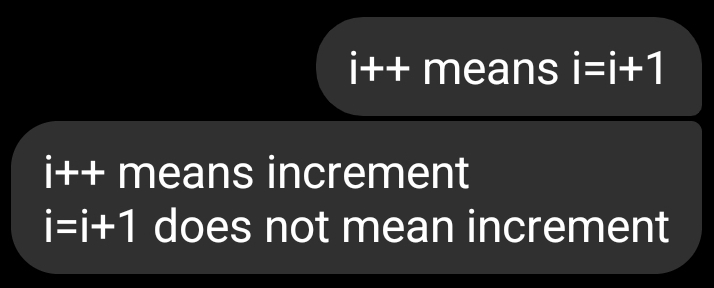 i++ means i=i+1
i++ means increment
i=i+1 does not mean increment